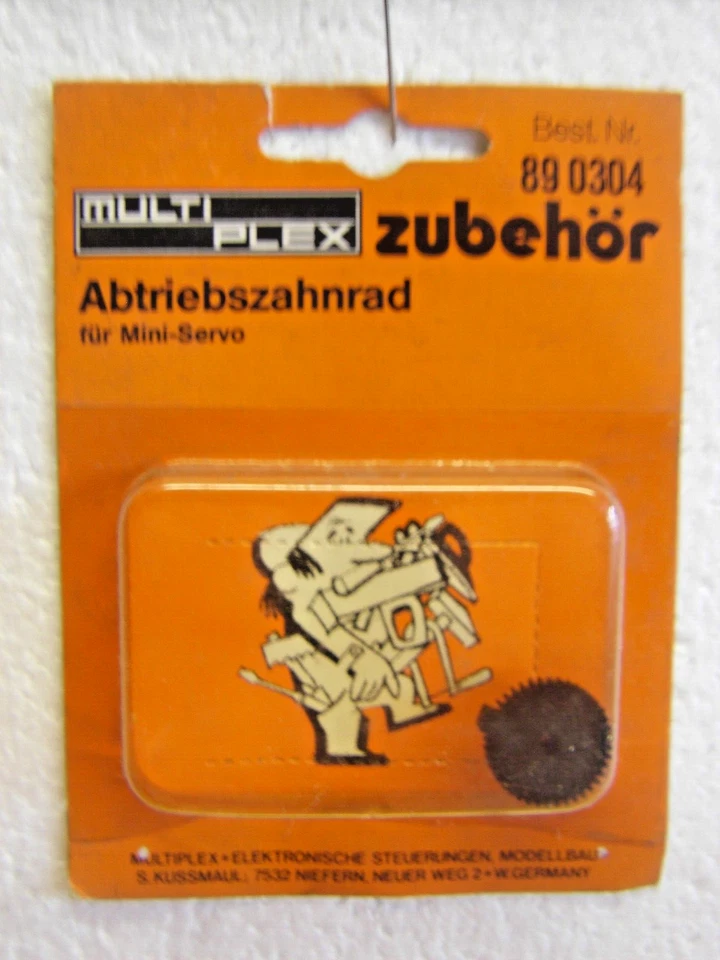 Best. Nr.
89 0304
MULTI
PLEX
zubehör
Abtriebszahnrad
für Mini-Servo
MULTIPLEX • ELEKTRONISCHE STEUERUNGEN, MODELLBAU
S. KUSSMAUL; 7532 NIEFERN, NEUER WEG 2 • W. GERMANY